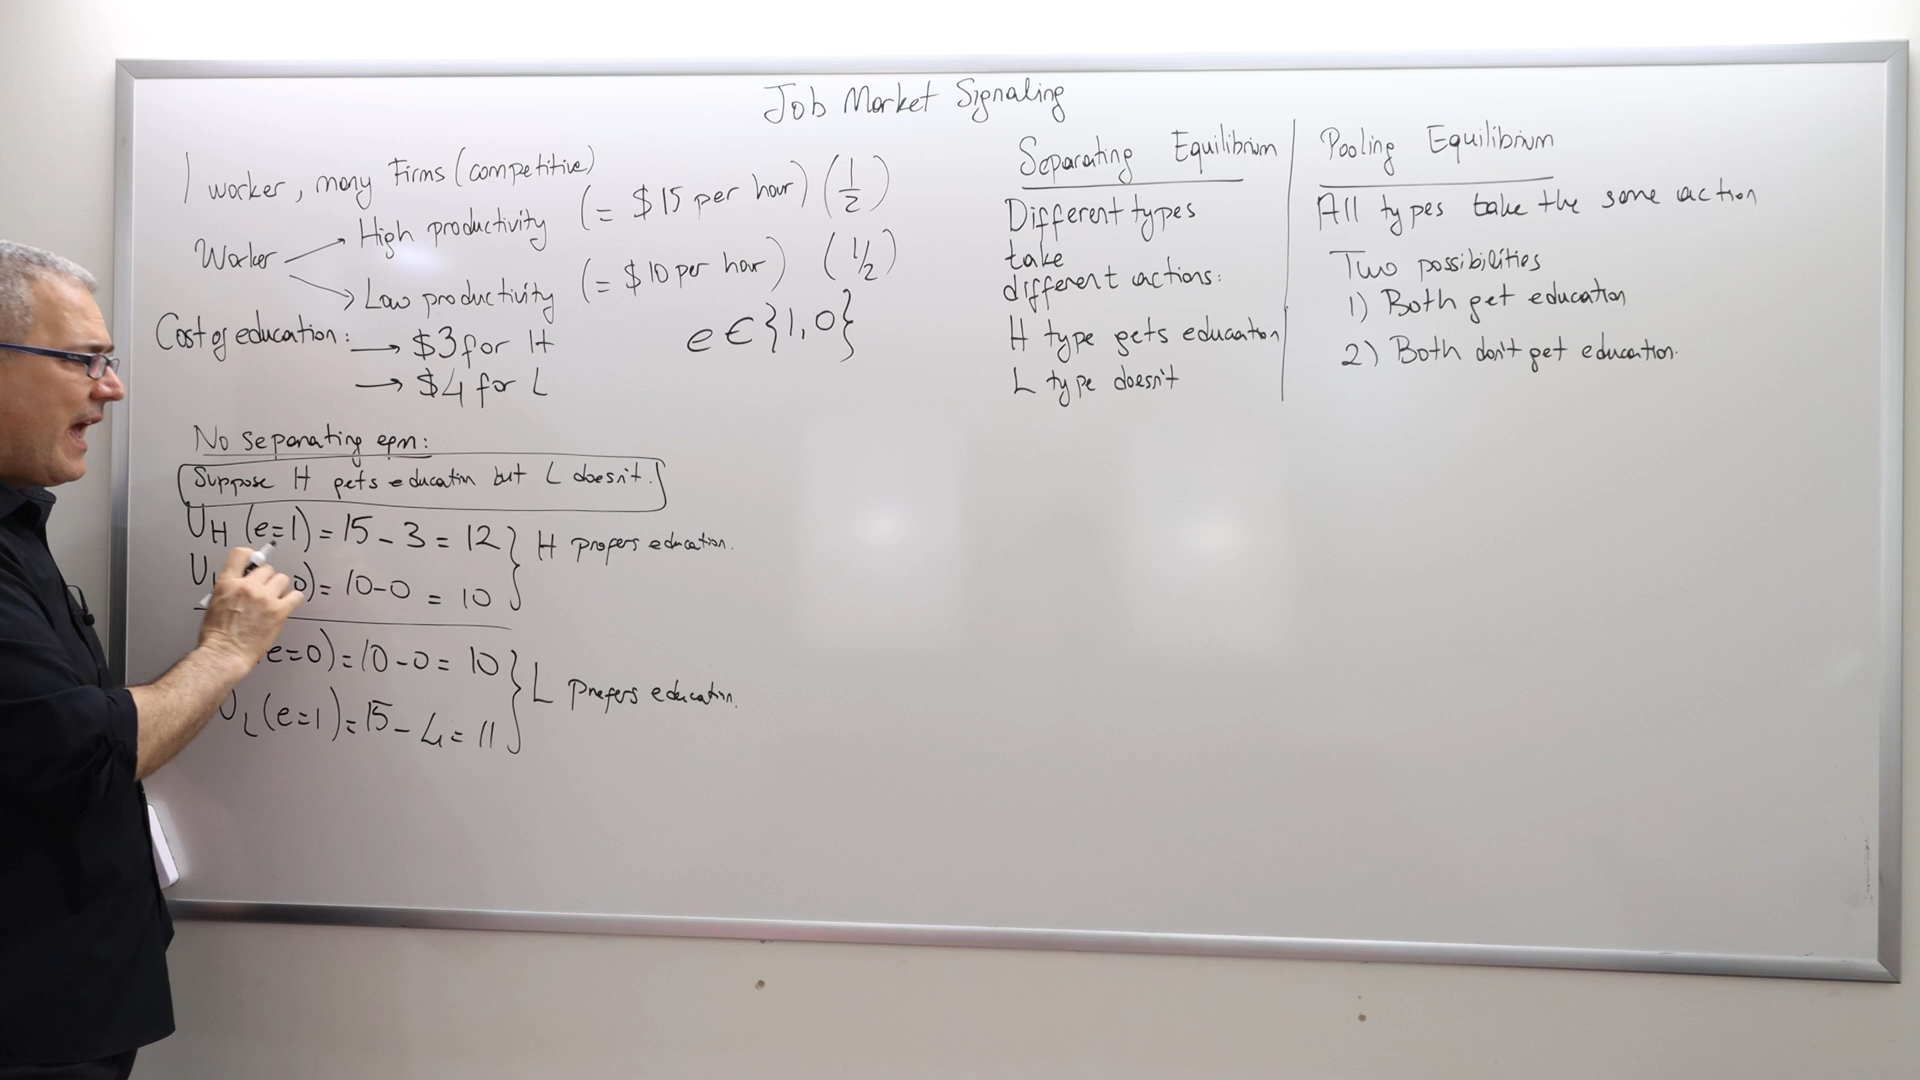 Job Market Signaling
1 worker, many Firms (competitive)
Worker → High productivity (= $15 per hour) (1/2)
→ Low productivity (= $10 per hour) (1/2)
Cost of education: → $3 for H
→ $4 for L
e ∈ {1,0}
No separating eqm:
Suppose H gets education but L doesn't.
U_H (e=1) = 15 - 3 = 12 } H prefers education.
0) = 10-0 = 10
e=0) = 10-0 = 10 } L prefers education.
U_L (e=1) = 15 - 4 = 11
Separating Equilibrium
Different types
take
different actions:
H type gets education
L type doesn't
Pooling Equilibrium
All types take the same action
Two possibilities
1) Both get education
2) Both don't get education.